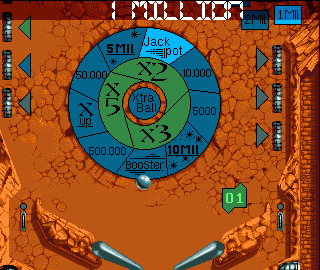 1 MILLION
2MIL 1MIL
5Mil
Jack
pot
50.000
10.000
X2
X5
Xtra
Ball
X
up
5000
X3
500.000
10Mil
Booster
01